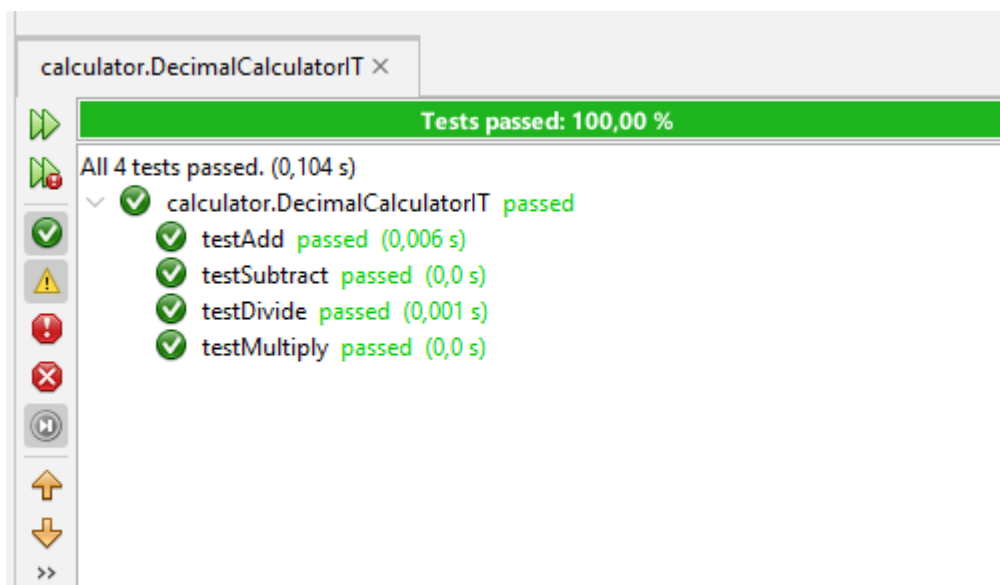 calculator.DecimalCalculatorIT
Tests passed: 100,00 %
All 4 tests passed. (0,104 s)
calculator.DecimalCalculatorIT passed
testAdd passed (0,006 s)
testSubtract passed (0,0 s)
testDivide passed (0,001 s)
testMultiply passed (0,0 s)